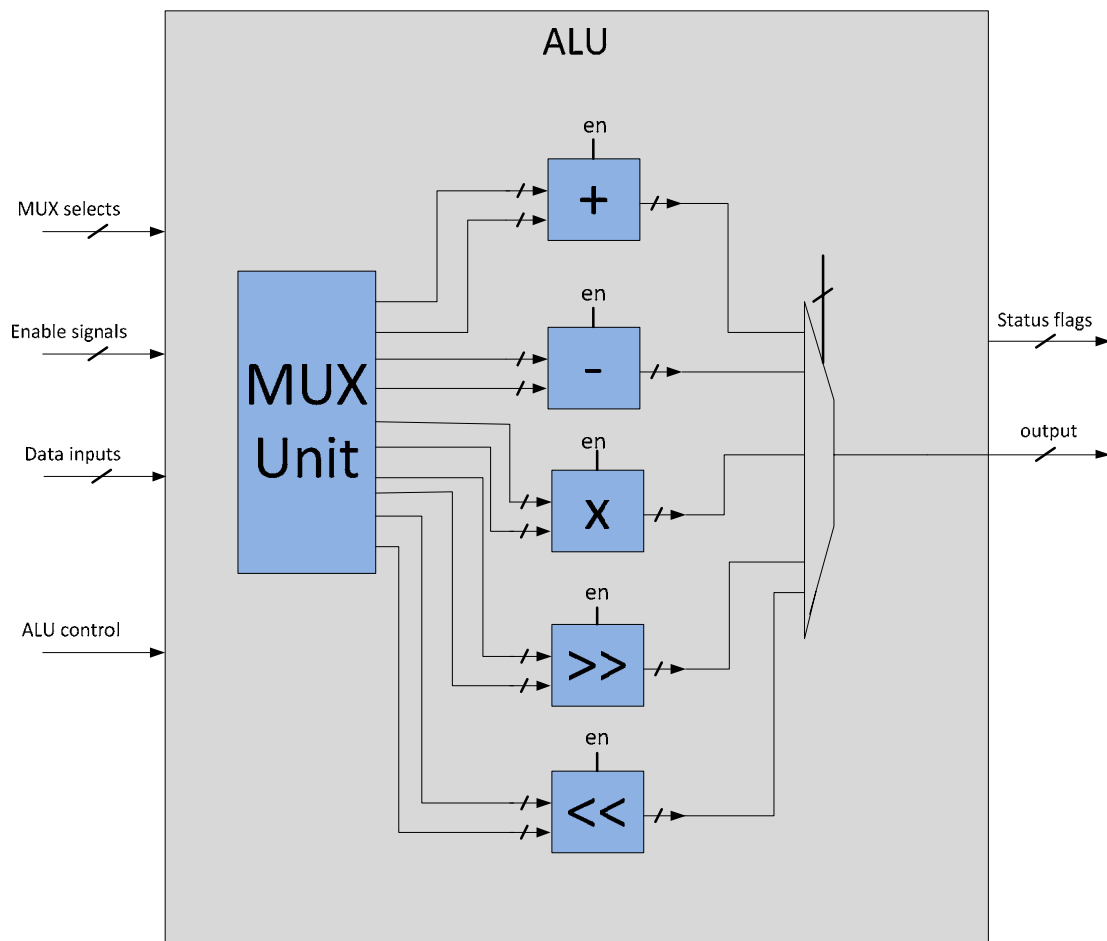 ALU
en
+
MUX selects
en
Enable signals
-
Status flags
MUX
Unit
en
x
Data inputs
output
en
>>
ALU control
en
<<